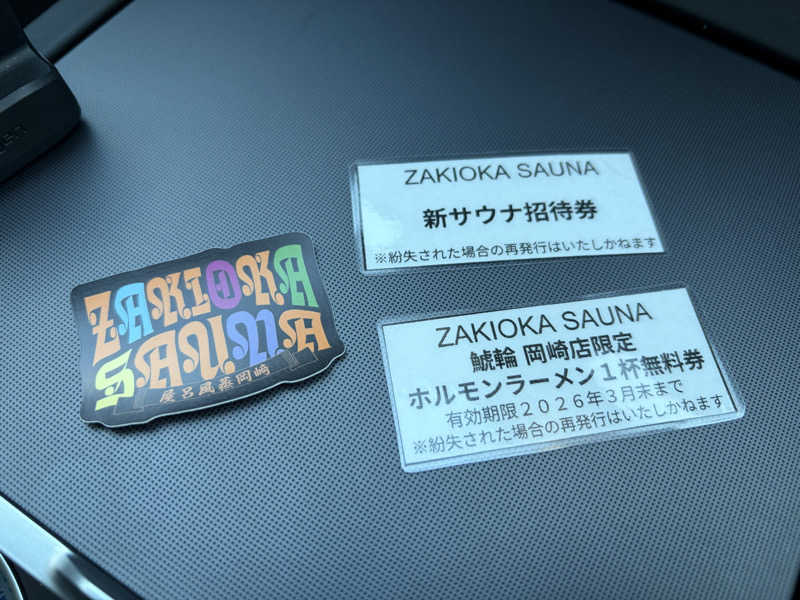 ZAKIOKA
SAUNA
屋呂風蒸岡崎
ZAKIOKA SAUNA
新サウナ招待券
※紛失された場合の再発行はいたしかねます
ZAKIOKA SAUNA
鯱輪 岡崎店限定
ホルモンラーメン１杯無料券
有効期限２０２６年３月末まで
※紛失された場合の再発行はいたしかねます